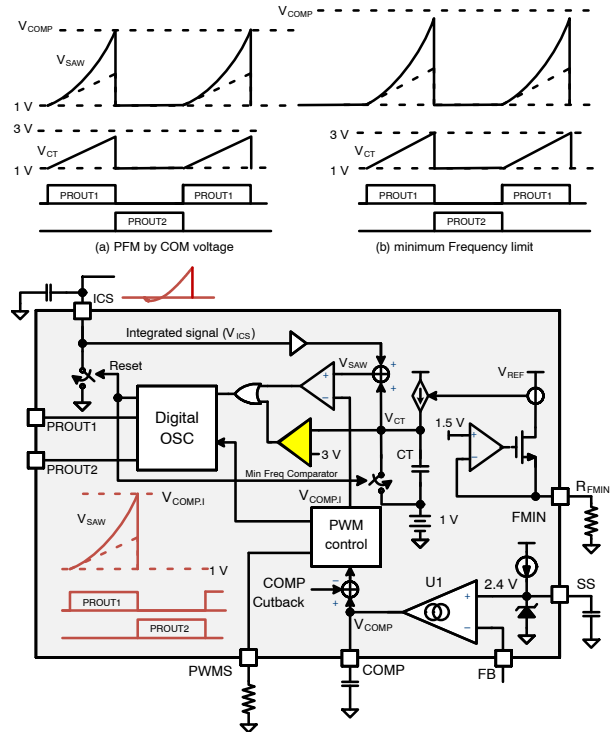 VCOMP
VCOMP
VSAW
1 V
3 V
3 V
VCT
VCT
1 V
1 V
PROUT1
PROUT1
PROUT1
PROUT1
PROUT2
PROUT2
(a) PFM by COM voltage
(b) minimum Frequency limit
ICS
Integrated signal (VICS)
Reset
VSAW
+
+
VREF
+
−
Digital
OSC
PROUT1
PROUT2
VCT
1.5 V
+
−
3 V
CT
Min Freq Comparator
VCOMP.I
VCOMP.I
VSAW
1 V
RFMIN
FMIN
1 V
PWM
control
PROUT1
PROUT2
COMP
Cutback
−
+
VCOMP
U1
2.4 V
+
−
SS
PWMS
COMP
FB